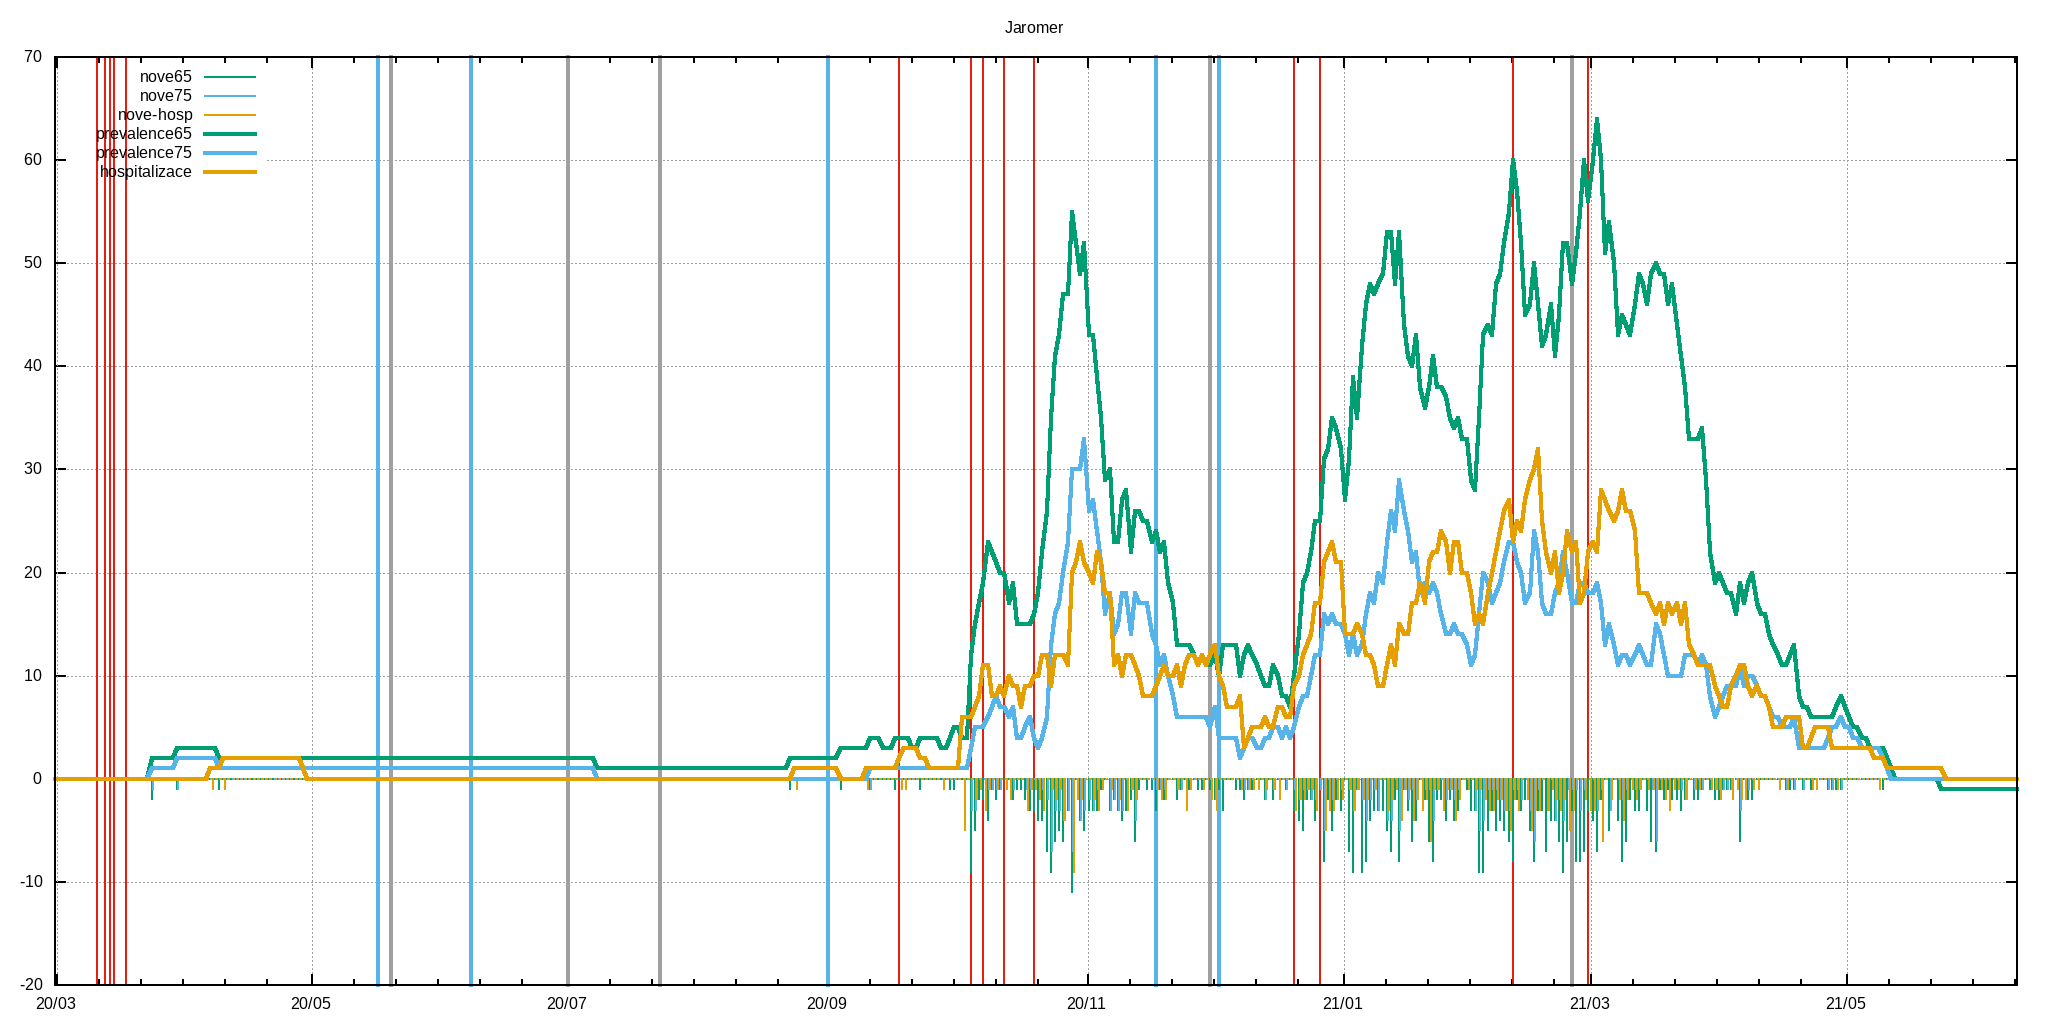 Jaromer
70
60
50
40
30
20
10
0
-10
-20
nove65
nove75
nove-hosp
prevalence65
prevalence75
hospitalizace
20/03 20/05 20/07 20/09 20/11 21/01 21/03 21/05